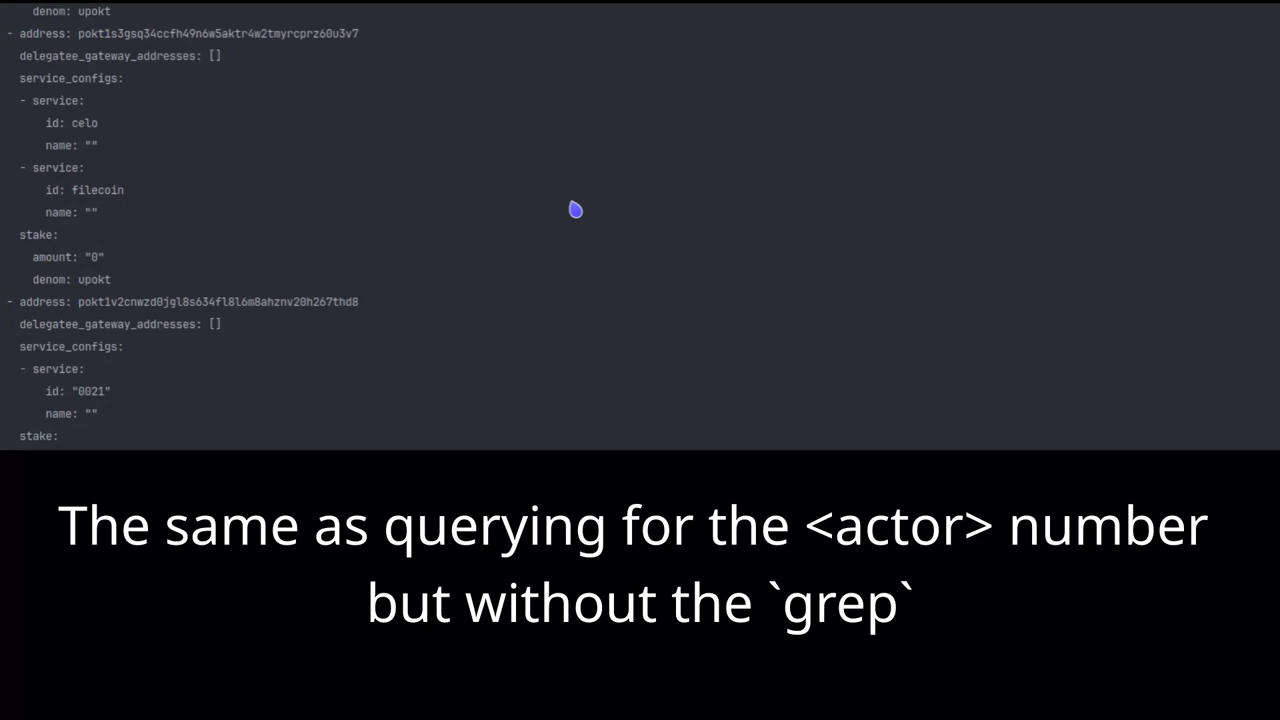 denom: upokt
- address: pokt1s3gsq34ccfh49n6w5aktr4w2tmyrcprz60u3v7
delegatee_gateway_addresses: []
service_configs:
- service:
id: celo
name: ""
- service:
id: filecoin
name: ""
stake:
amount: "0"
denom: upokt
- address: pokt1v2cnwzd0jgl8s634fl8l6m8ahznv20h267thd8
delegatee_gateway_addresses: []
service_configs:
- service:
id: "0021"
name: ""
stake:
The same as querying for the <actor> number
but without the `grep`